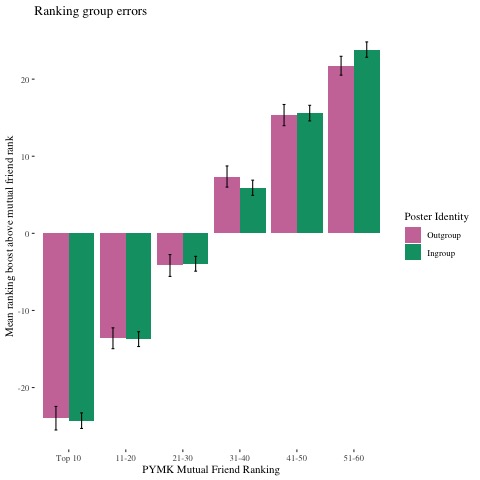 Ranking group errors
Mean ranking boost above mutual friend rank
20
10
0
-10
-20
Top 10
11-20
21-30
31-40
41-50
51-60
PYMK Mutual Friend Ranking
Poster Identity
Outgroup
Ingroup